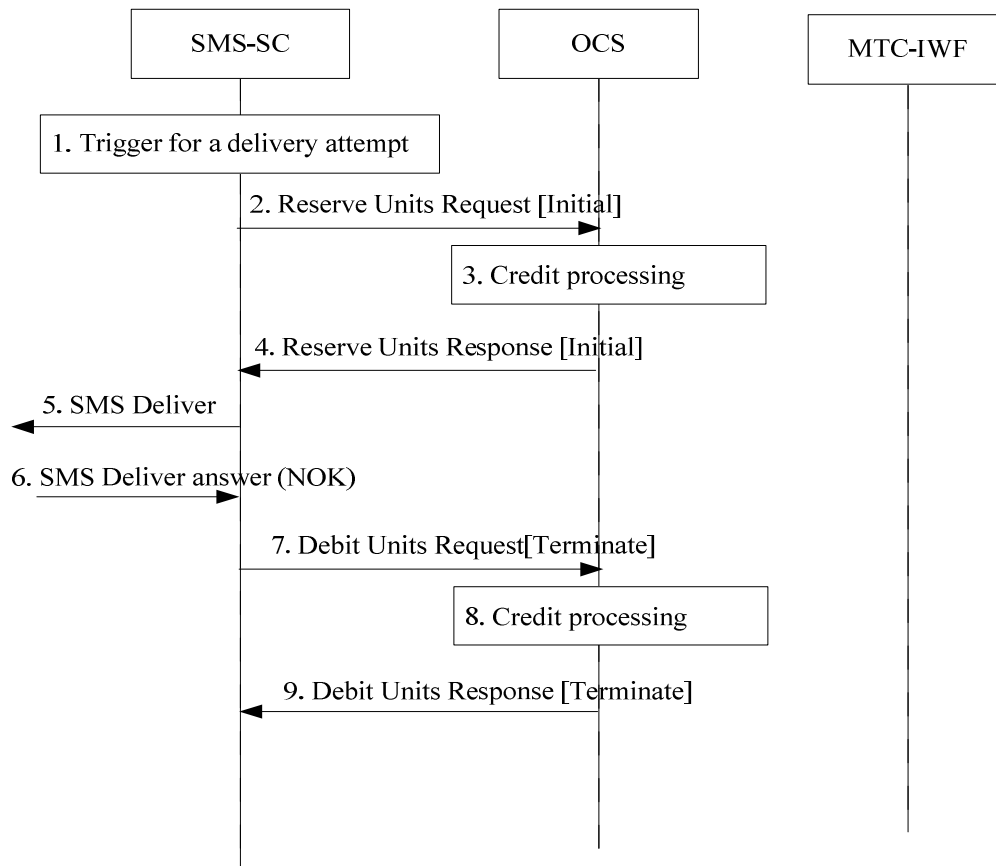 SMS-SC
OCS
MTC-IWF
1. Trigger for a delivery attempt
2. Reserve Units Request [Initial]
3. Credit processing
4. Reserve Units Response [Initial]
5. SMS Deliver
6. SMS Deliver answer (NOK)
7. Debit Units Request[Terminate]
8. Credit processing
9. Debit Units Response [Terminate]